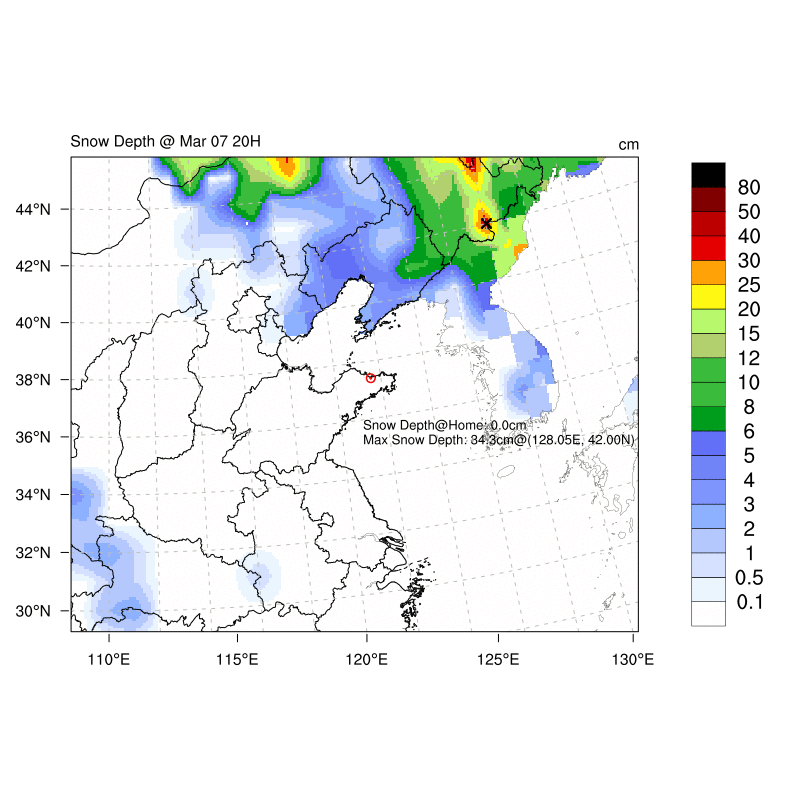 Snow Depth @ Mar 07 20H
cm
44°N
42°N
40°N
38°N
36°N
34°N
32°N
30°N
110°E
115°E
120°E
125°E
130°E
Snow Depth@Home: 0.0cm
Max Snow Depth: 34.3cm@(128.05E, 42.00N)
80
50
40
30
25
20
15
12
10
8
6
5
4
3
2
1
0.5
0.1